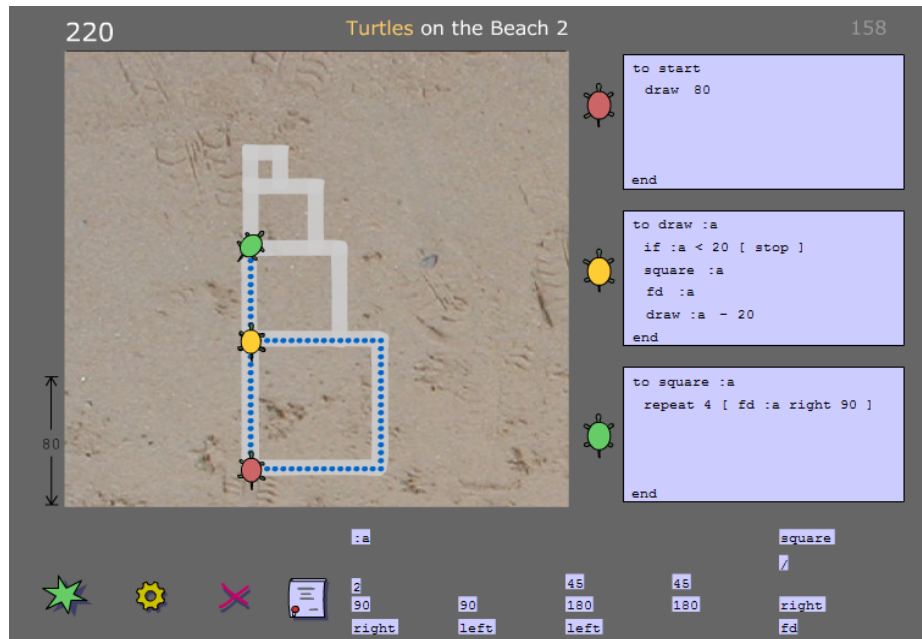 220
Turtles on the Beach 2
158
to start
draw 80
end
to draw :a
if :a < 20 [ stop ]
square :a
fd :a
draw :a - 20
end
to square :a
repeat 4 [ fd :a right 90 ]
end
80
:a
square
/
2
45
45
90
90
180
180
right
right
left
left
fd